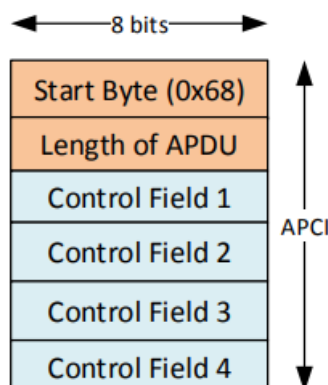 8 bits
Start Byte (0x68)
Length of APDU
Control Field 1
Control Field 2
APCI
Control Field 3
Control Field 4